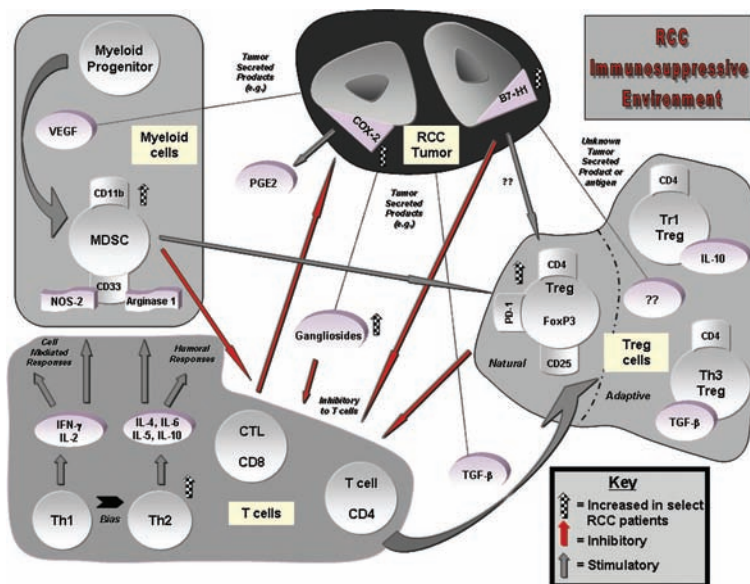 RCC
Immunosuppressive
Environment
Myeloid
Progenitor
VEGF
Myeloid
cells
CD11b
MDSC
CD33
NOS-2
Arginase 1
Tumor
Secreted
Products
(e.g.)
COX-2
B7-H1
RCC
Tumor
PGE2
Tumor
Secreted
Products
(e.g.)
??
Unknown
Tumor
Secreted
Product or
antigen
Gangliosides
Inhibitory
to T cells
TGF-β
CD4
Treg
PD-1
FoxP3
CD25
Natural
Treg
cells
Adaptive
CD4
Tr1
Treg
IL-10
??
CD4
Th3
Treg
TGF-β
Cell
Mediated
Responses
Humoral
Responses
IFN-γ
IL-2
IL-4, IL-6
IL-5, IL-10
Th1
Bias
Th2
CTL
CD8
T cells
T cell
CD4
Key
= Increased in select
RCC patients
= Inhibitory
= Stimulatory